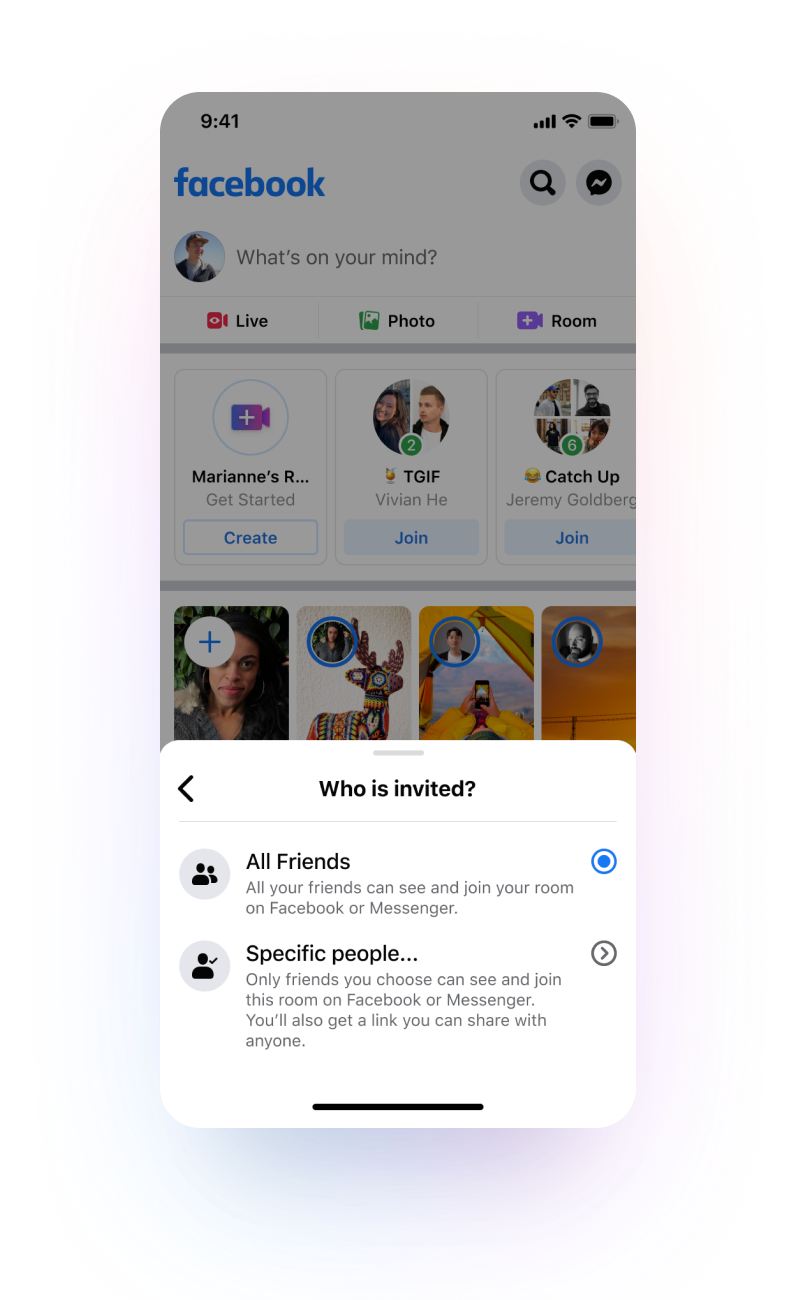 9:41
facebook
What's on your mind?
Live
Photo
Room
2
6
Marianne's R...
🍹 TGIF
😂 Catch Up
Get Started
Vivian He
Jeremy Goldberg
Create
Join
Join
Who is invited?
All Friends
All your friends can see and join your room
on Facebook or Messenger.
Specific people...
Only friends you choose can see and join
this room on Facebook or Messenger.
You'll also get a link you can share with
anyone.